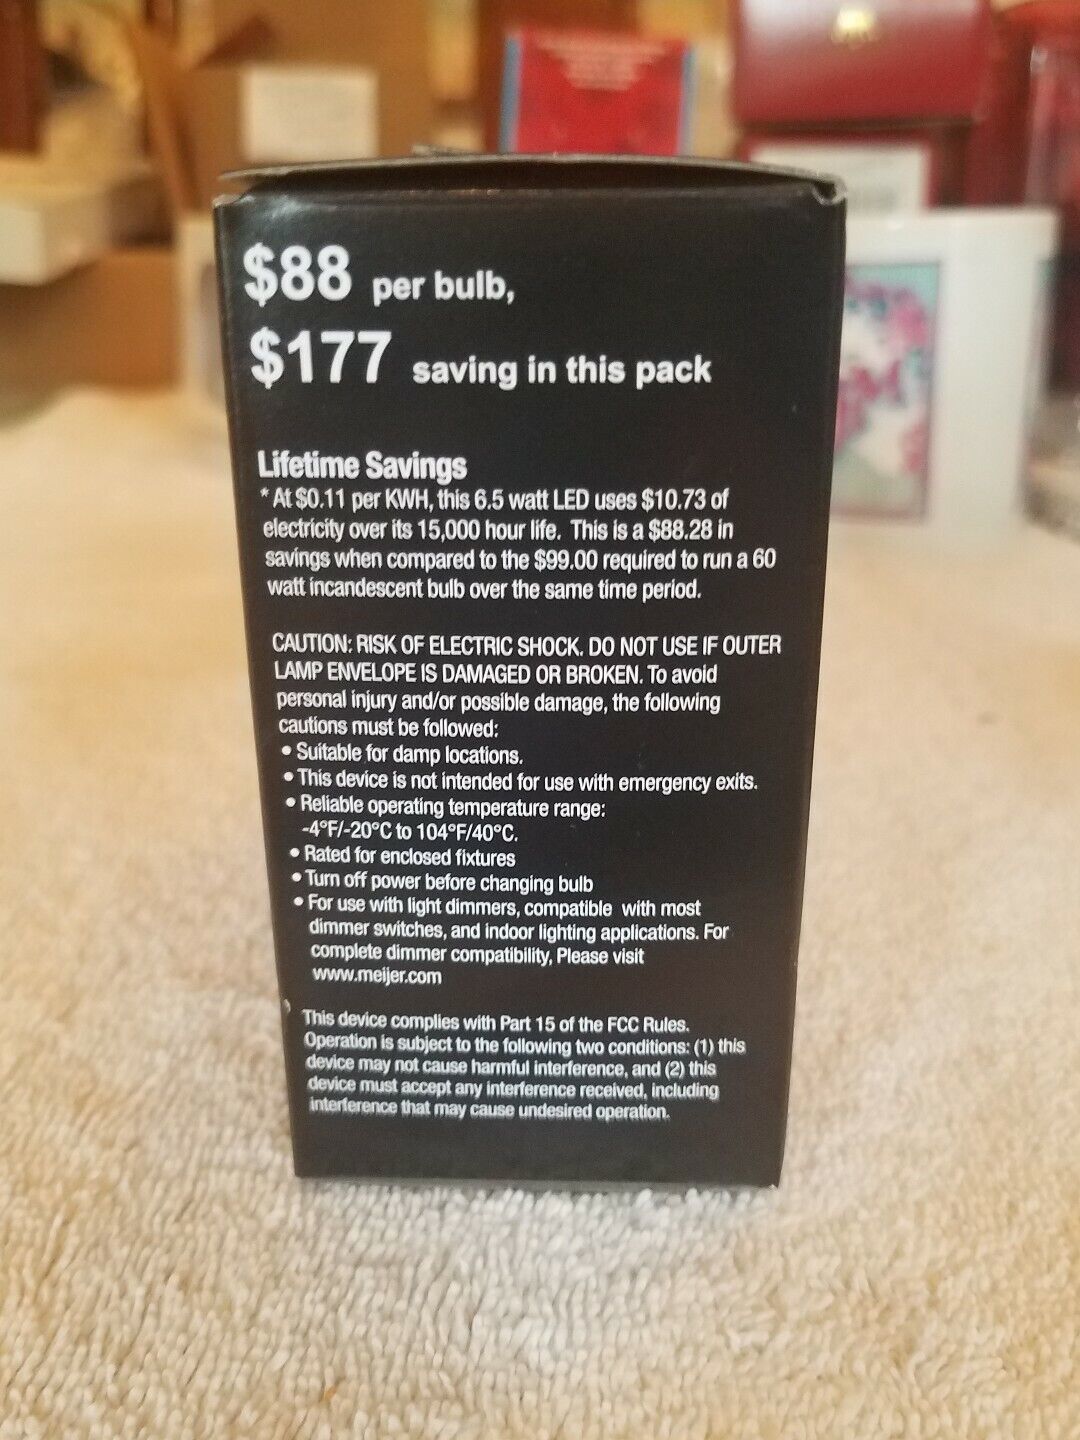 $88 per bulb,
$177 saving in this pack
Lifetime Savings
* At $0.11 per KWH, this 6.5 watt LED uses $10.73 of
electricity over its 15,000 hour life. This is a $88.28 in
savings when compared to the $99.00 required to run a 60
watt incandescent bulb over the same time period.
CAUTION: RISK OF ELECTRIC SHOCK. DO NOT USE IF OUTER
LAMP ENVELOPE IS DAMAGED OR BROKEN. To avoid
personal injury and/or possible damage, the following
cautions must be followed:
• Suitable for damp locations.
• This device is not intended for use with emergency exits.
• Reliable operating temperature range:
-4°F/-20°C to 104°F/40°C.
• Rated for enclosed fixtures
• Turn off power before changing bulb
• For use with light dimmers, compatible with most
dimmer switches, and indoor lighting applications. For
complete dimmer compatibility, Please visit
www.meijer.com
This device complies with Part 15 of the FCC Rules.
Operation is subject to the following two conditions: (1) this
device may not cause harmful interference, and (2) this
device must accept any interference received, including
interference that may cause undesired operation.